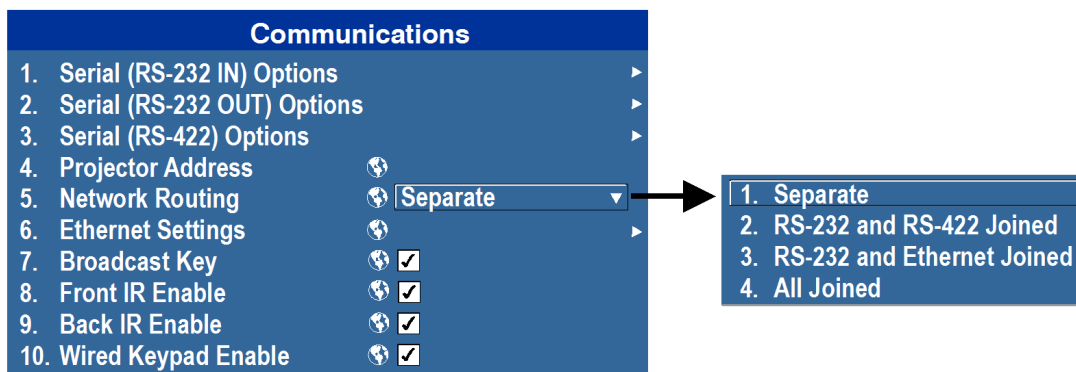 Communications
1. Serial (RS-232 IN) Options
2. Serial (RS-232 OUT) Options
3. Serial (RS-422) Options
4. Projector Address
5. Network Routing Separate
6. Ethernet Settings
7. Broadcast Key
8. Front IR Enable
9. Back IR Enable
10. Wired Keypad Enable
1. Separate
2. RS-232 and RS-422 Joined
3. RS-232 and Ethernet Joined
4. All Joined